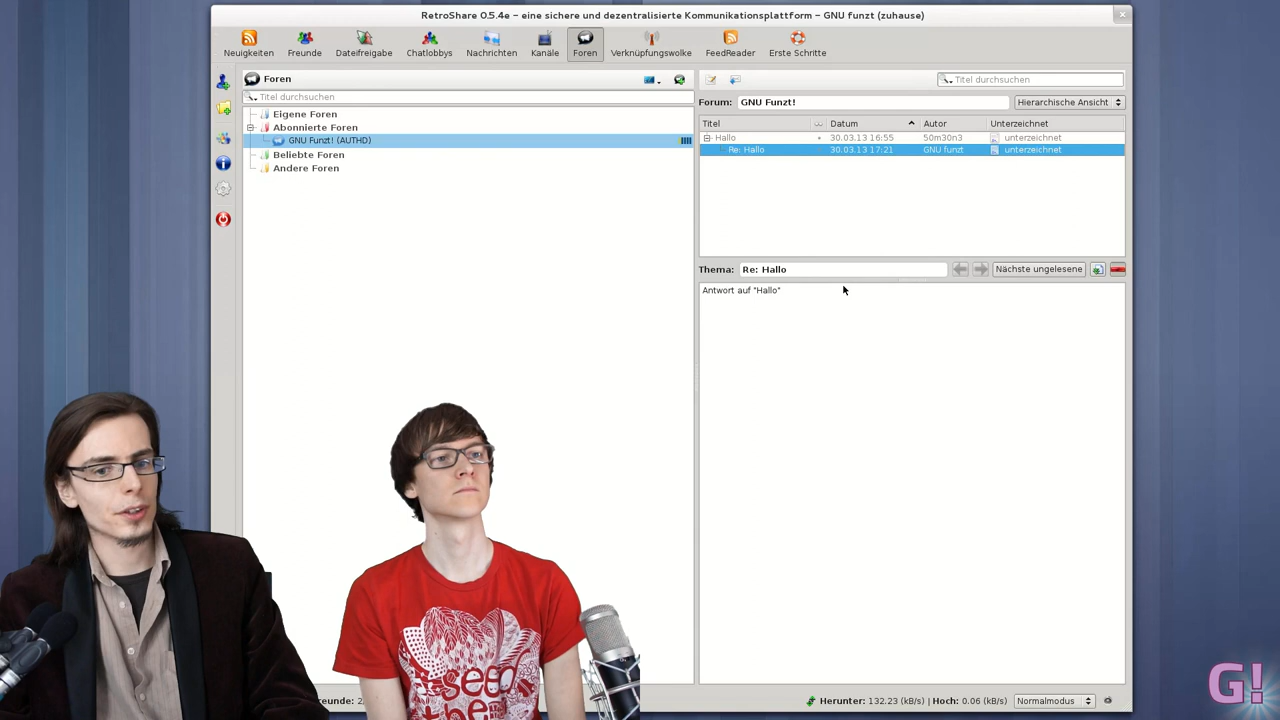 RetroShare 0.5.4e – eine sichere und dezentralisierte Kommunikationsplattform – GNU funzt (zuhause)
Neuigkeiten Freunde Dateifreigabe Chatlobbys Nachrichten Kanäle Foren Verknüpfungswolke FeedReader Erste Schritte
Foren
Titel durchsuchen
Eigene Foren
Abonnierte Foren
GNU Funzt! (AUTHD)
Beliebte Foren
Andere Foren
Titel durchsuchen
Forum: GNU Funzt! Hierarchische Ansicht
Titel Datum Autor Unterzeichnet
Hallo 30.03.13 16:55 50m30n3 unterzeichnet
Re: Hallo 30.03.13 17:21 GNU funzt unterzeichnet
Thema: Re: Hallo Nächste ungelesene
Antwort auf "Hallo"
seed
the
reunde: 2
Herunter: 132.23 (kB/s) | Hoch: 0.06 (kB/s) Normalmodus
G!